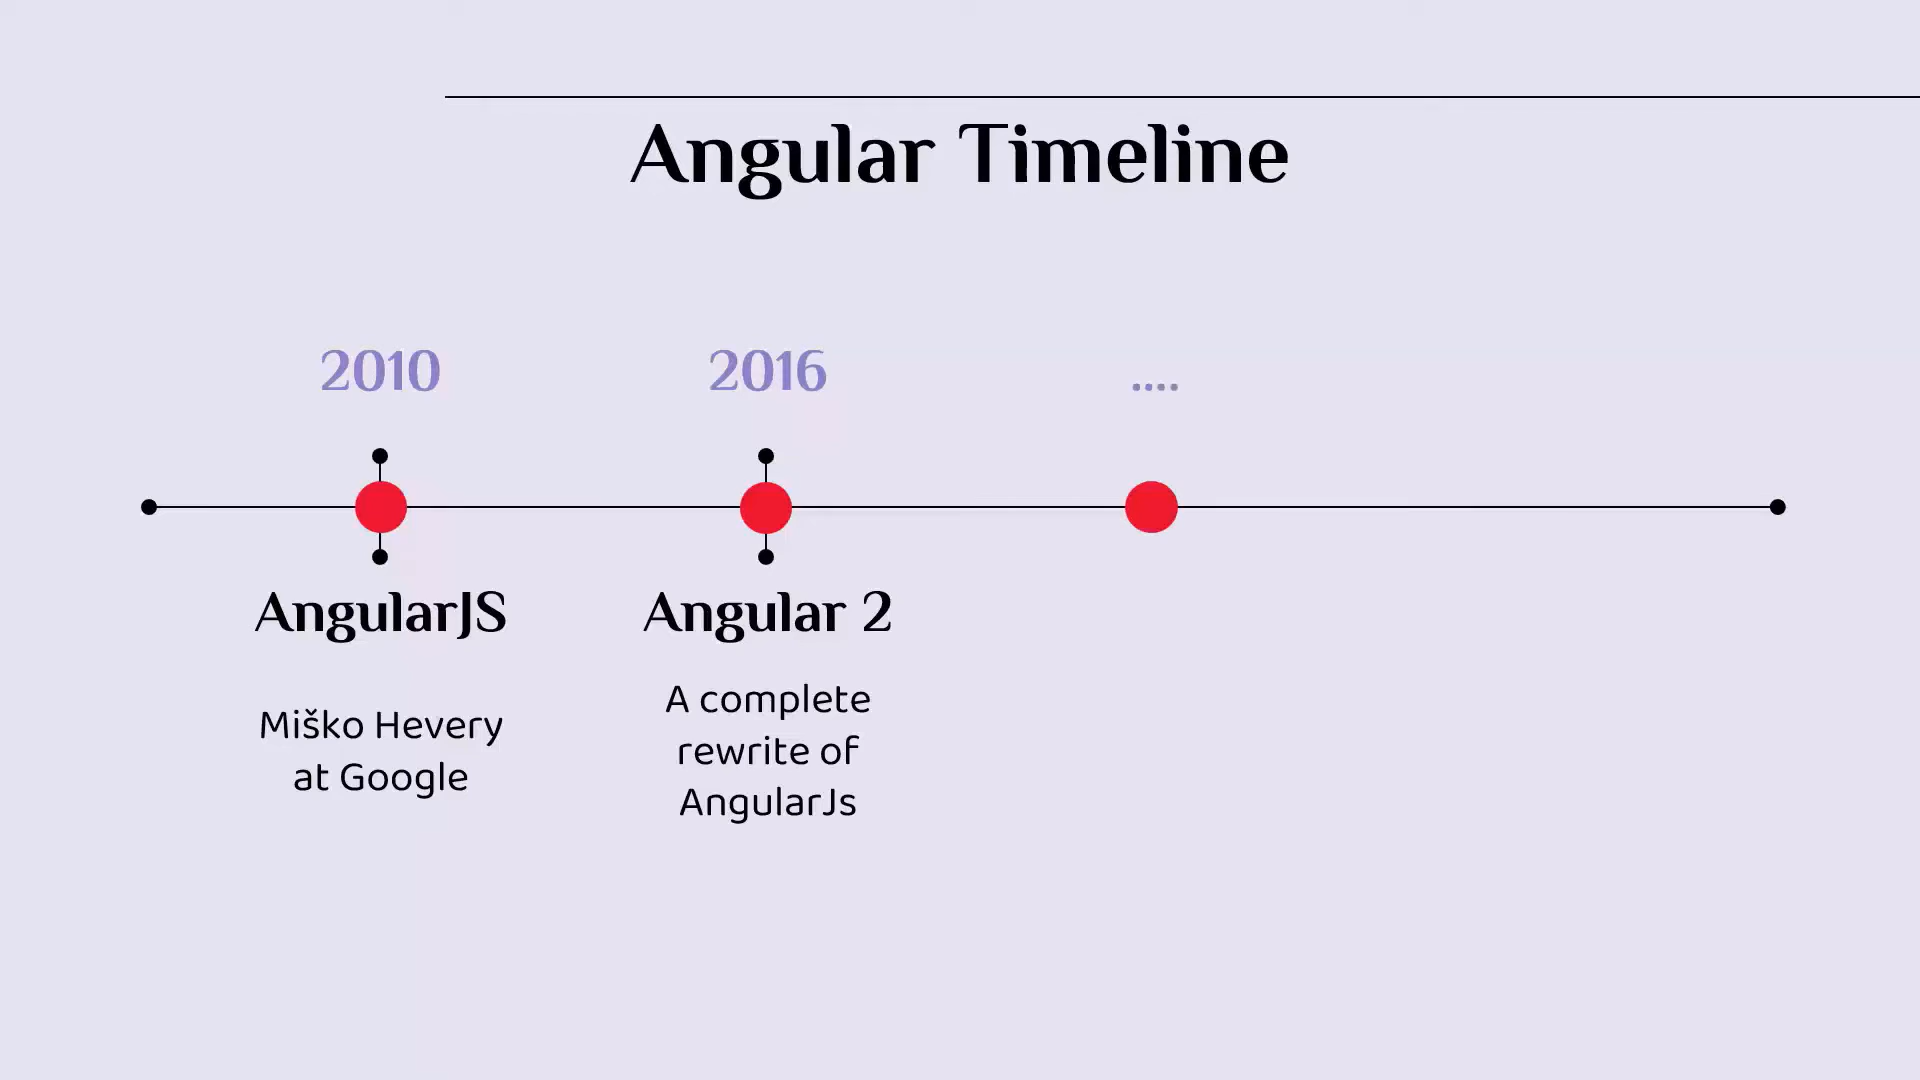 Angular Timeline
2010
2016
....
AngularJS
Angular 2
Miško Hevery
at Google
A complete
rewrite of
AngularJs